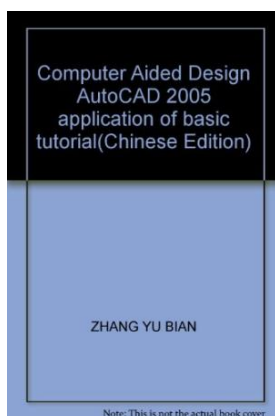 Computer Aided Design
AutoCAD 2005
application of basic
tutorial(Chinese Edition)
ZHANG YU BIAN
Note: This is not the actual book cover